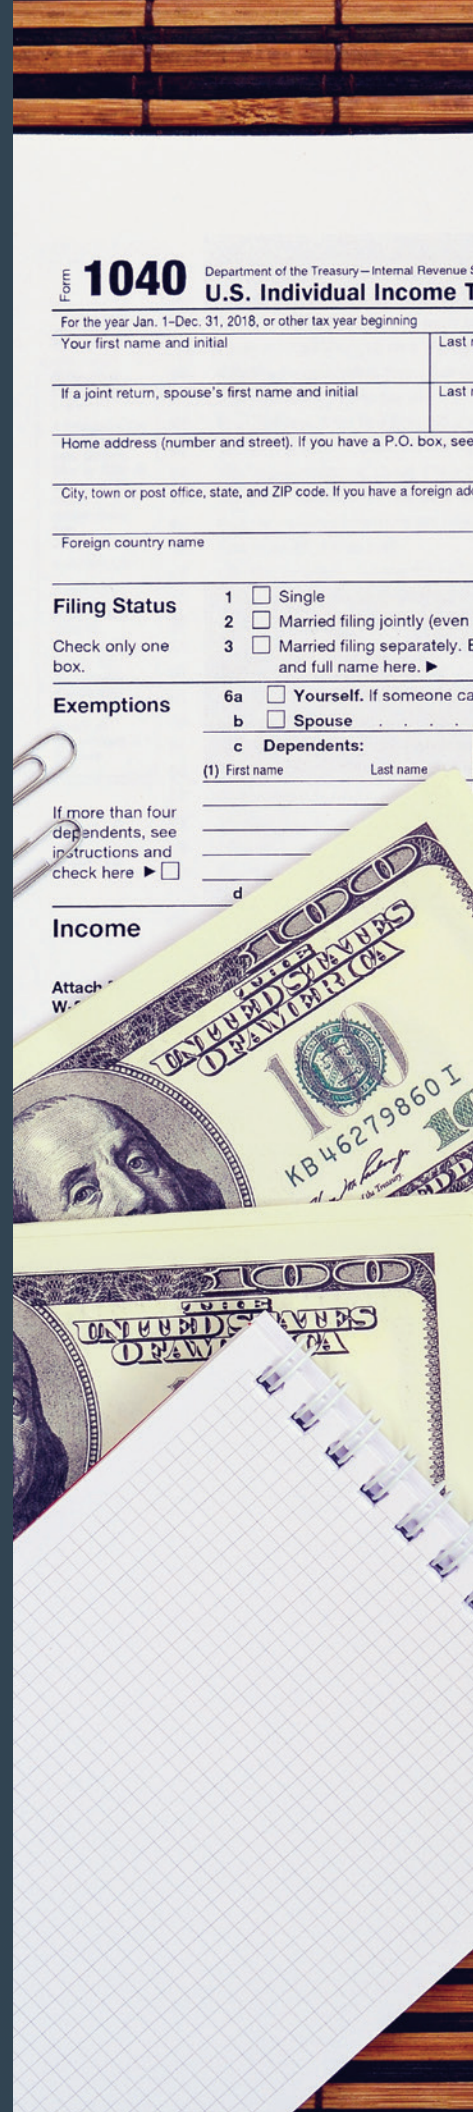 Form 1040
Department of the Treasury—Internal Revenue
U.S. Individual Income
For the year Jan. 1–Dec. 31, 2018, or other tax year beginning
Your first name and initial Last
If a joint return, spouse's first name and initial Last
Home address (number and street). If you have a P.O. box, see
City, town or post office, state, and ZIP code. If you have a foreign
Foreign country name
Filing Status
Check only one
box.
1 Single
2 Married filing jointly (even
3 Married filing separately.
and full name here. ▶
Exemptions
6a Yourself. If someone
b Spouse . . . .
c Dependents:
(1) First name Last name
If more than four
dependents, see
instructions and
check here ▶
d
Income
Attach
100
THE
UNITED STATES
OF AMERICA
100
KB46279860 I
100
THE
UNITED STATES